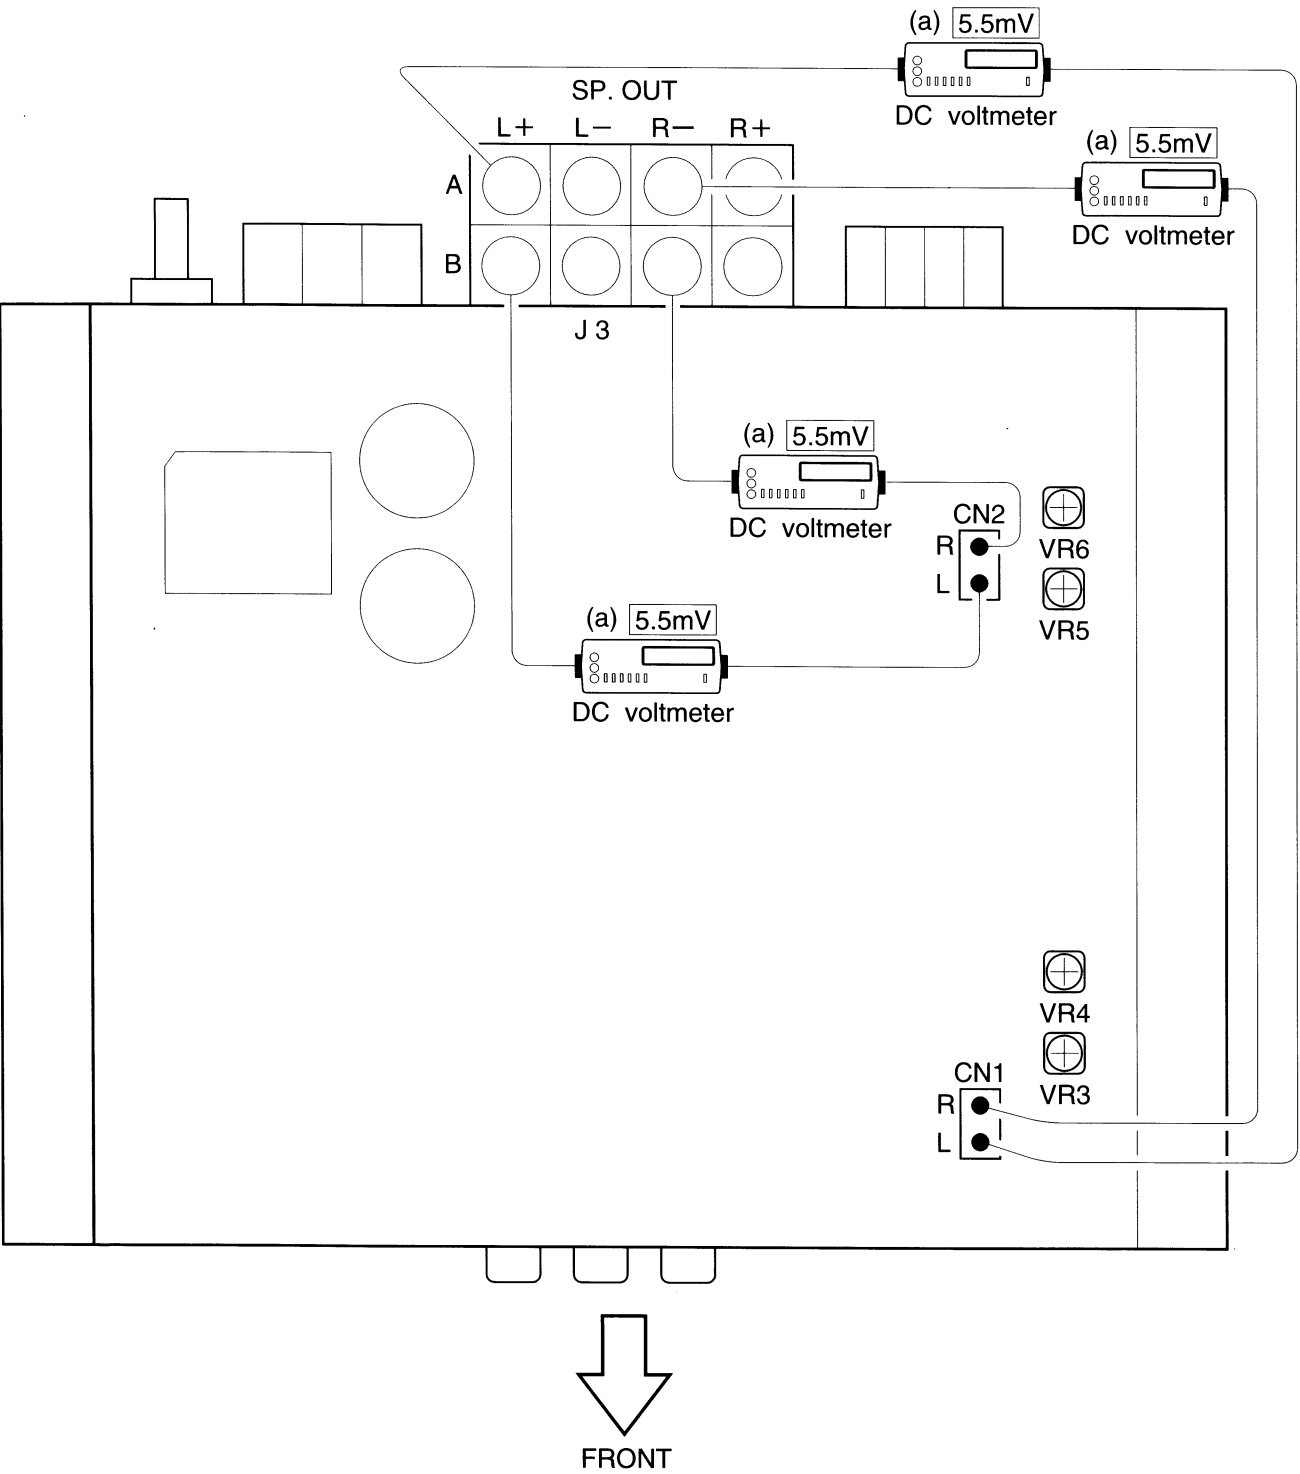 (a) 5.5mV
DC voltmeter
SP. OUT
L+ L− R− R+
(a) 5.5mV
DC voltmeter
A
B
J 3
(a) 5.5mV
DC voltmeter
CN2
R
L
VR6
VR5
(a) 5.5mV
DC voltmeter
VR4
VR3
CN1
R
L
FRONT